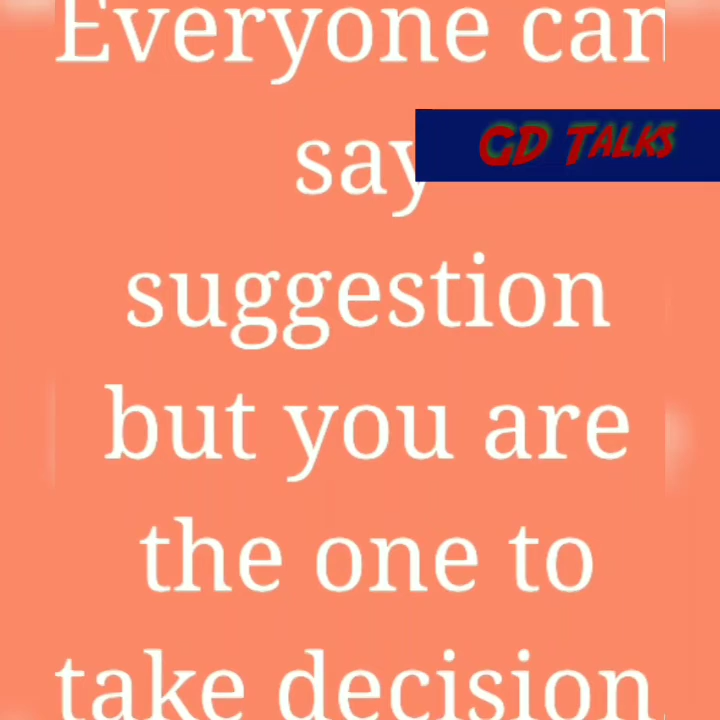 Everyone can
say
GD TALKS
suggestion
but you are
the one to
take decision.